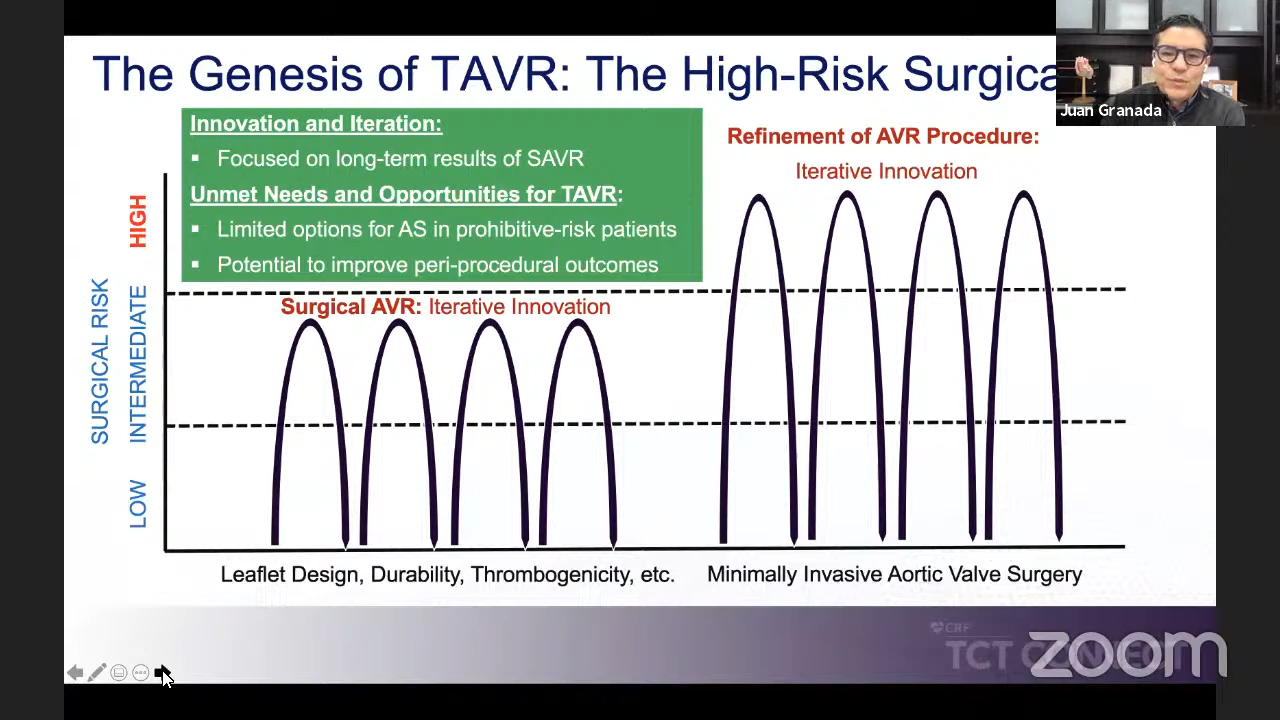 The Genesis of TAVR: The High-Risk Surgica
Juan Granada
Innovation and Iteration:
▪ Focused on long-term results of SAVR
Unmet Needs and Opportunities for TAVR:
▪ Limited options for AS in prohibitive-risk patients
▪ Potential to improve peri-procedural outcomes
Refinement of AVR Procedure:
Iterative Innovation
Surgical AVR: Iterative Innovation
SURGICAL RISK
HIGH
INTERMEDIATE
LOW
Leaflet Design, Durability, Thrombogenicity, etc.
Minimally Invasive Aortic Valve Surgery
CRF
TCT CONNECT
zoom